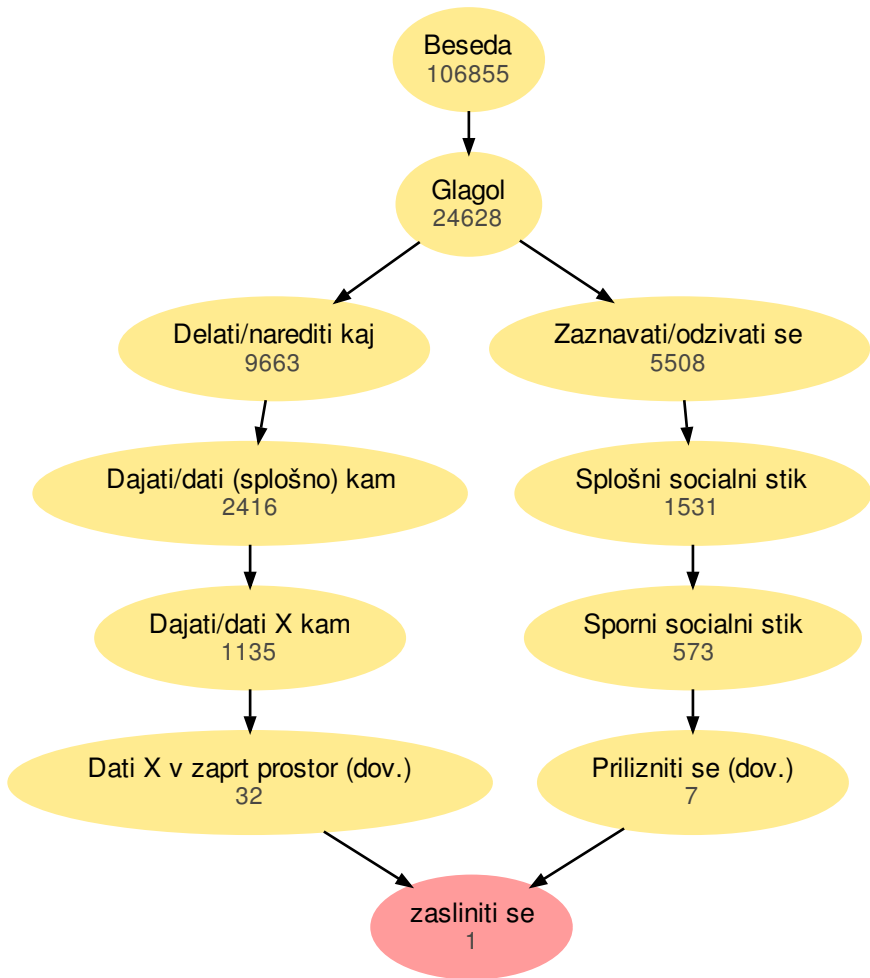 Beseda
106855
Glagol
24628
Delati/narediti kaj
9663
Zaznavati/odzivati se
5508
Dajati/dati (splošno) kam
2416
Splošni socialni stik
1531
Dajati/dati X kam
1135
Sporni socialni stik
573
Dati X v zaprt prostor (dov.)
32
Prilizniti se (dov.)
7
zasliniti se
1